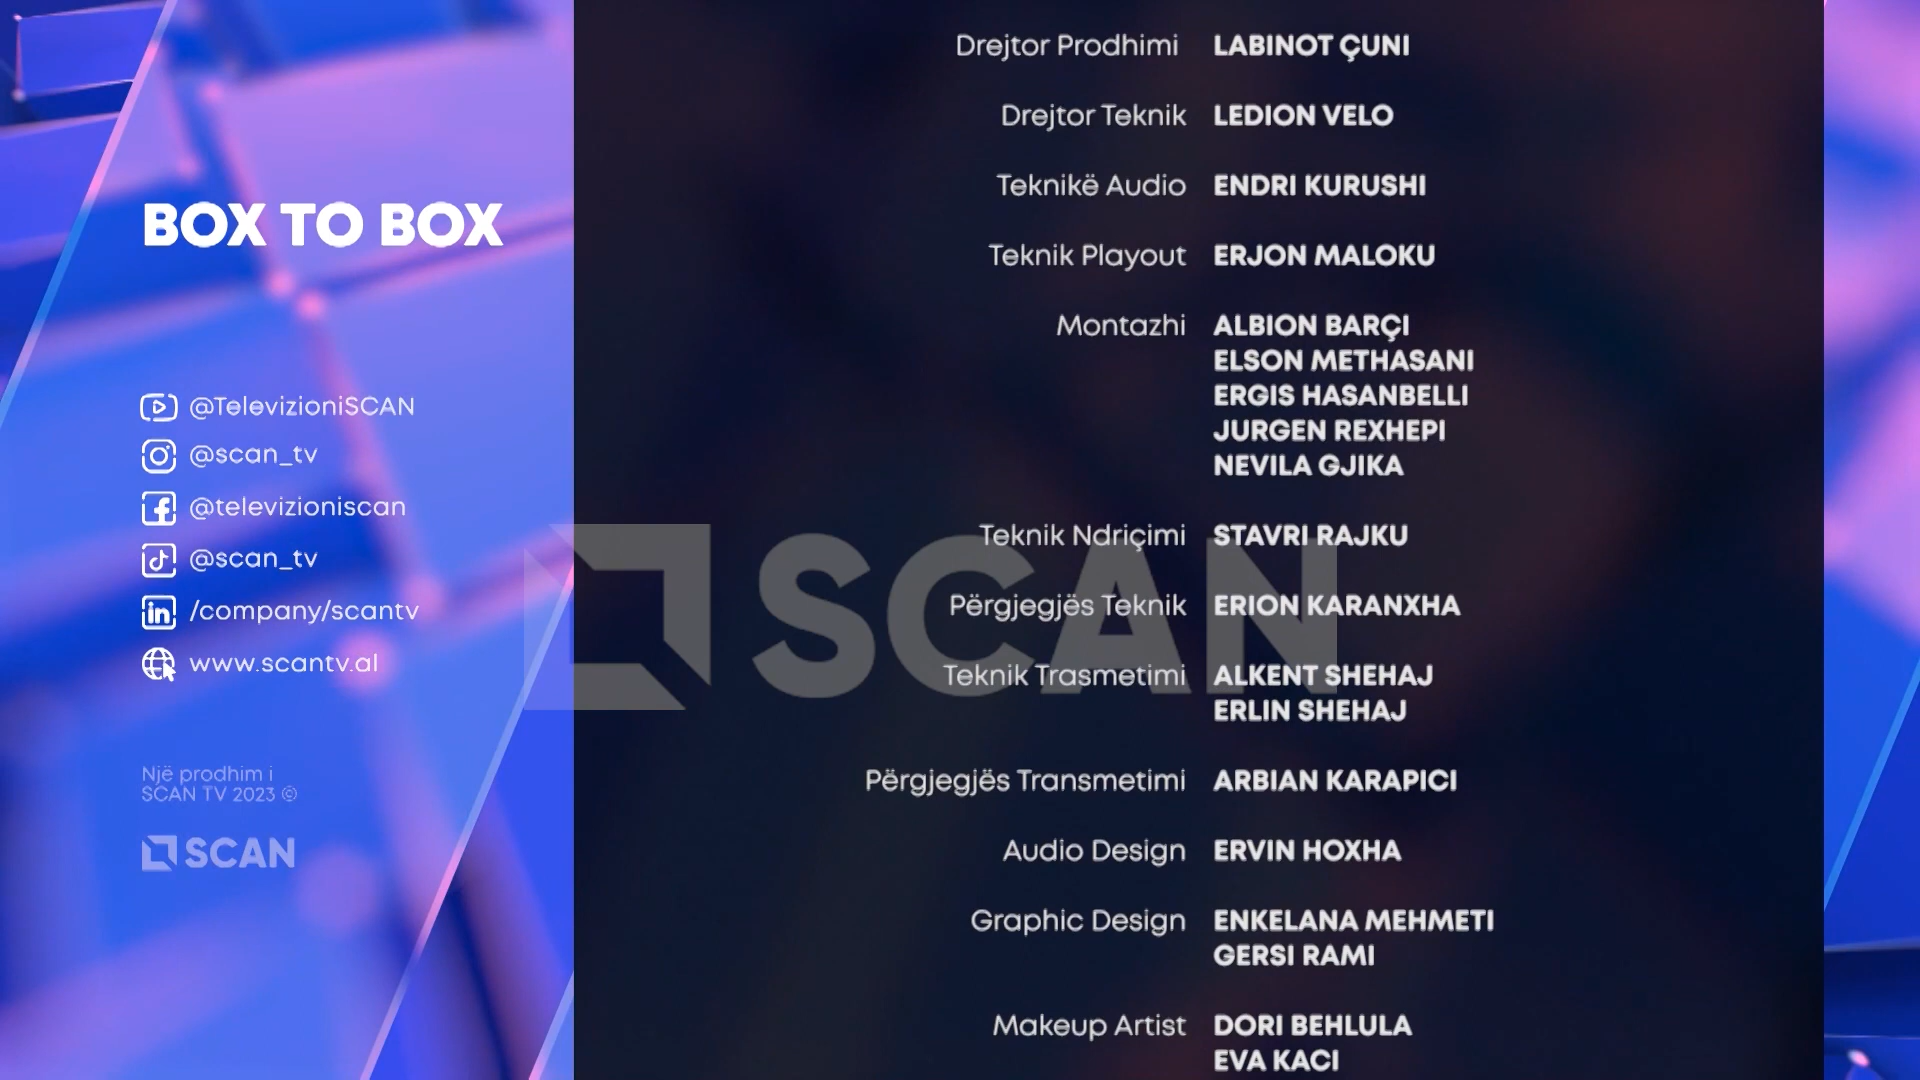 BOX TO BOX
@TelevizioniSCAN
@scan_tv
@televizioniscan
@scan_tv
/company/scantv
www.scantv.al
Një prodhim i
SCAN TV 2023 ©
SCAN
Drejtor Prodhimi LABINOT ÇUNI
Drejtor Teknik LEDION VELO
Teknikë Audio ENDRI KURUSHI
Teknik Playout ERJON MALOKU
Montazhi ALBION BARÇI
ELSON METHASANI
ERGIS HASANBELLI
JURGEN REXHEPI
NEVILA GJIKA
Teknik Ndriçimi STAVRI RAJKU
SCAN
Përgjegjës Teknik ERION KARANXHA
Teknik Trasmetimi ALKENT SHEHAJ
ERLIN SHEHAJ
Përgjegjës Transmetimi ARBIAN KARAPICI
Audio Design ERVIN HOXHA
Graphic Design ENKELANA MEHMETI
GERSI RAMI
Makeup Artist DORI BEHLULA
EVA KACI